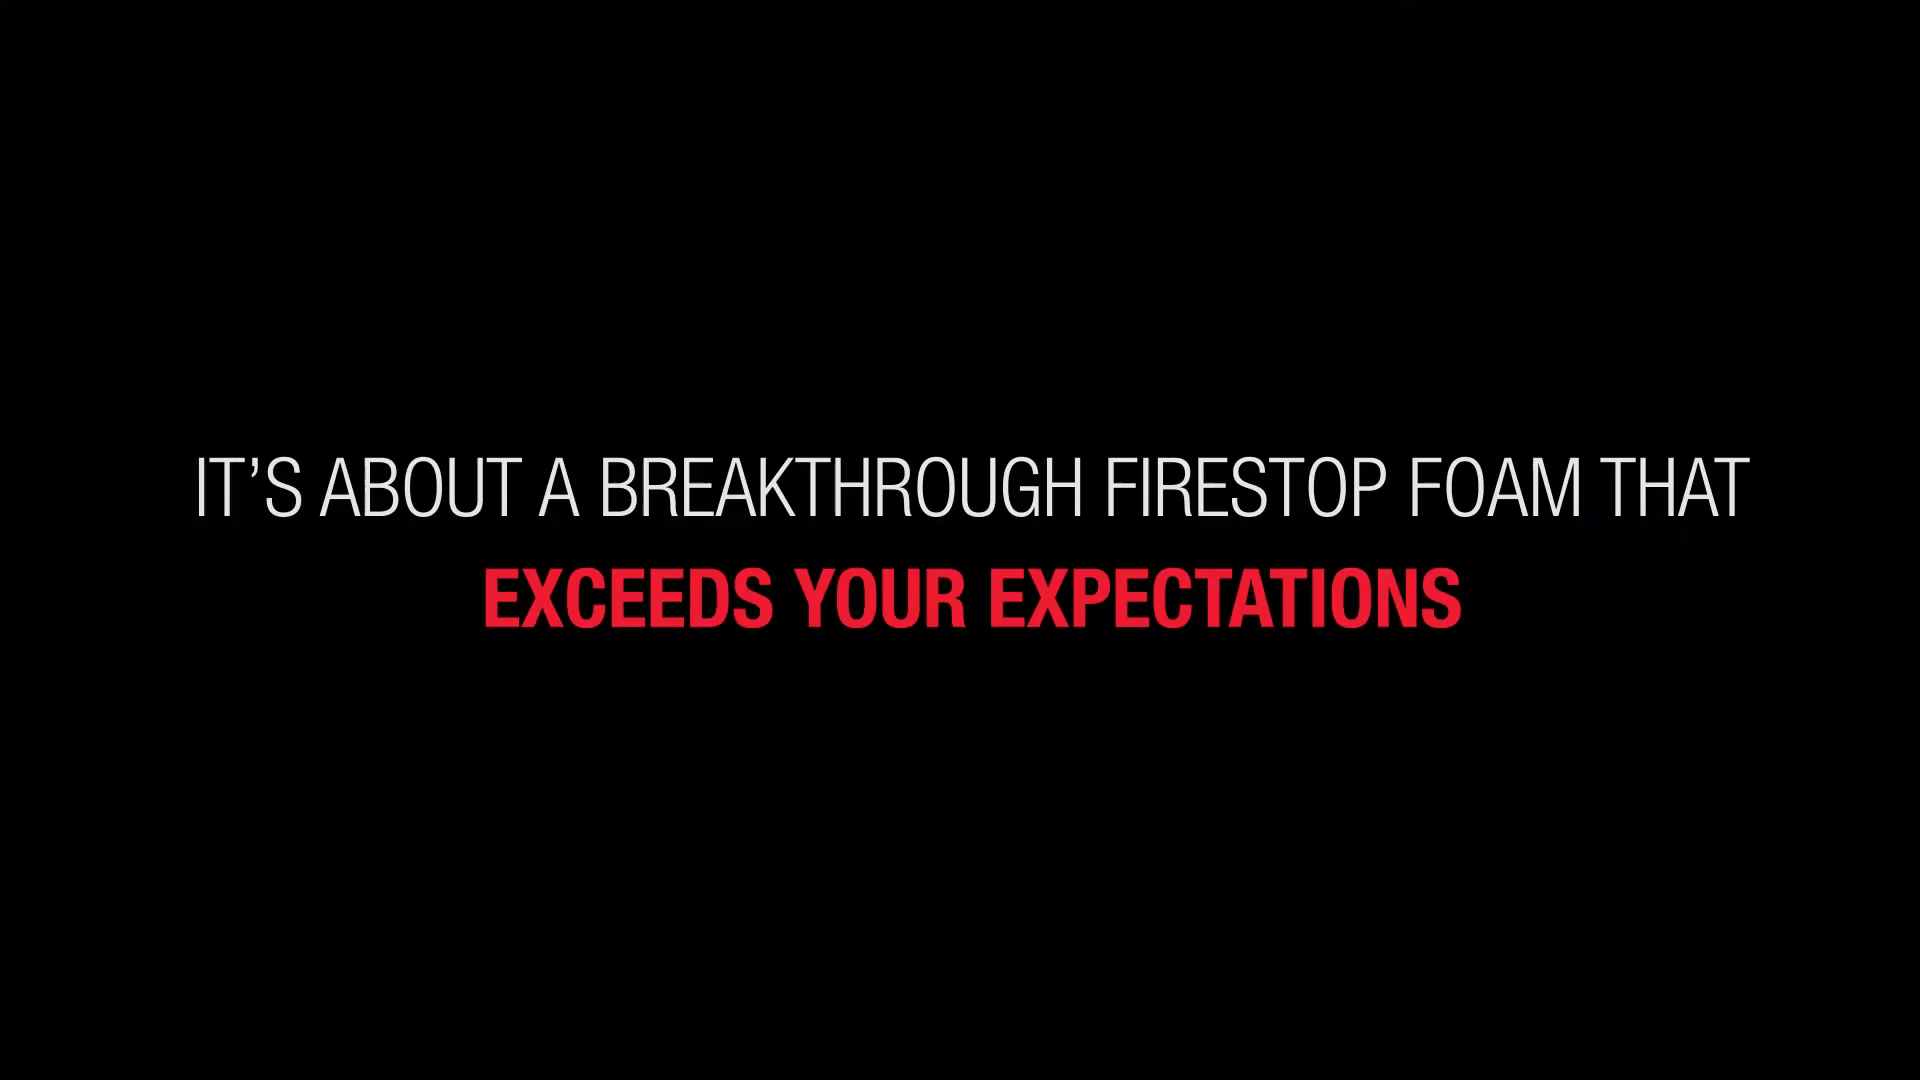 IT’S ABOUT A BREAKTHROUGH FIRESTOP FOAM THAT
EXCEEDS YOUR EXPECTATIONS